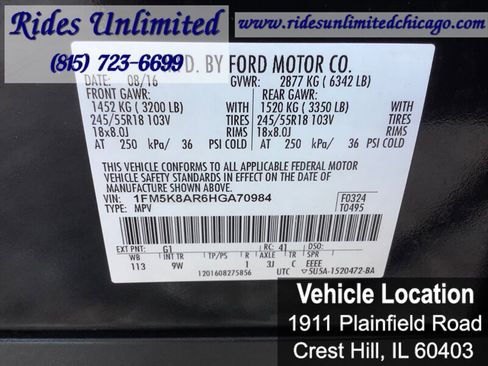 Rides Unlimited
(815) 723-6699
www.ridesunlimitedchicago.com
MFD. BY FORD MOTOR CO.
DATE: 08/16 GVWR: 2877 KG (6342 LB)
FRONT GAWR: REAR GAWR:
1452 KG (3200 LB) WITH 1520 KG (3350 LB) WITH
245/55R18 103V TIRES 245/55R18 103V TIRES
18x8.0J RIMS 18x8.0J RIMS
AT 250 kPa/ 36 PSI COLD AT 250 kPa/ 36 PSI COLD
THIS VEHICLE CONFORMS TO ALL APPLICABLE FEDERAL MOTOR
VEHICLE SAFETY STANDARDS IN EFFECT ON THE DATE OF
MANUFACTURE SHOWN ABOVE.
VIN: 1FM5K8AR6HGA70984 F0324
TYPE: MPV T0495
EXT PNT: G1 RC: 41 DSO:
WB INT TR TP/PS R AXLE TR SPR
113 9W 1 3J C EEEE
1201608275856 UTC 5U5A-1520472-BA
Vehicle Location
1911 Plainfield Road
Crest Hill, IL 60403